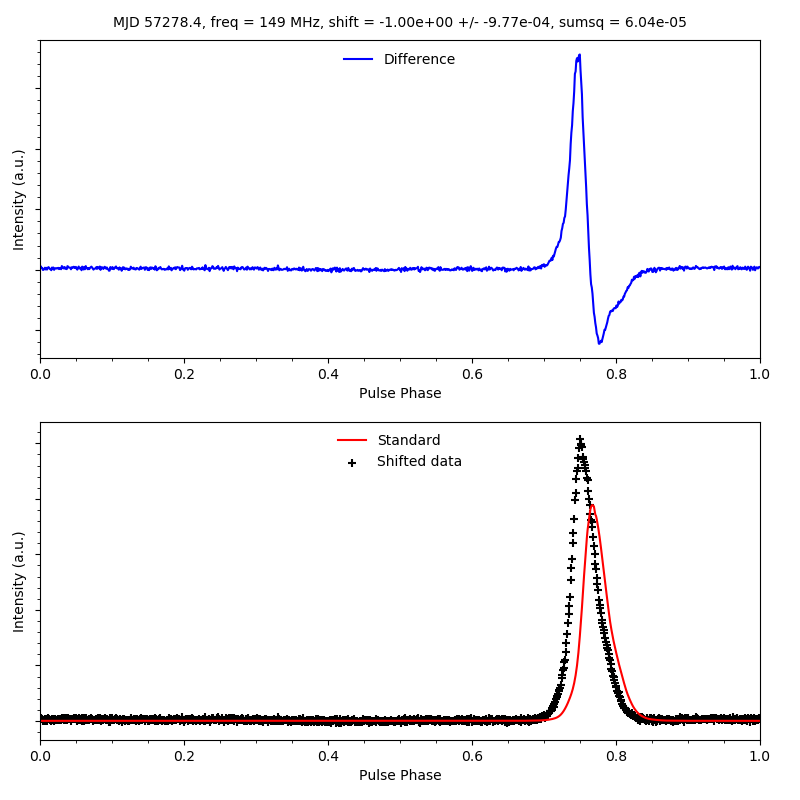 MJD 57278.4, freq = 149 MHz, shift = -1.00e+00 +/- -9.77e-04, sumsq = 6.04e-05
Difference
Intensity (a.u.)
0.0 0.2 0.4 0.6 0.8 1.0
Pulse Phase
Standard
Shifted data
Intensity (a.u.)
0.0 0.2 0.4 0.6 0.8 1.0
Pulse Phase